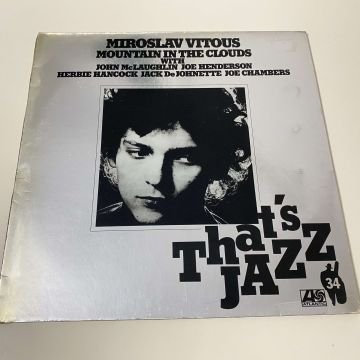 MIROSLAV VITOUS
MOUNTAIN IN THE CLOUDS
WITH
JOHN McLAUGHLIN JOE HENDERSON
HERBIE HANCOCK JACK DeJOHNETTE JOE CHAMBERS
That's
JAZZ
34
ATLANTIC